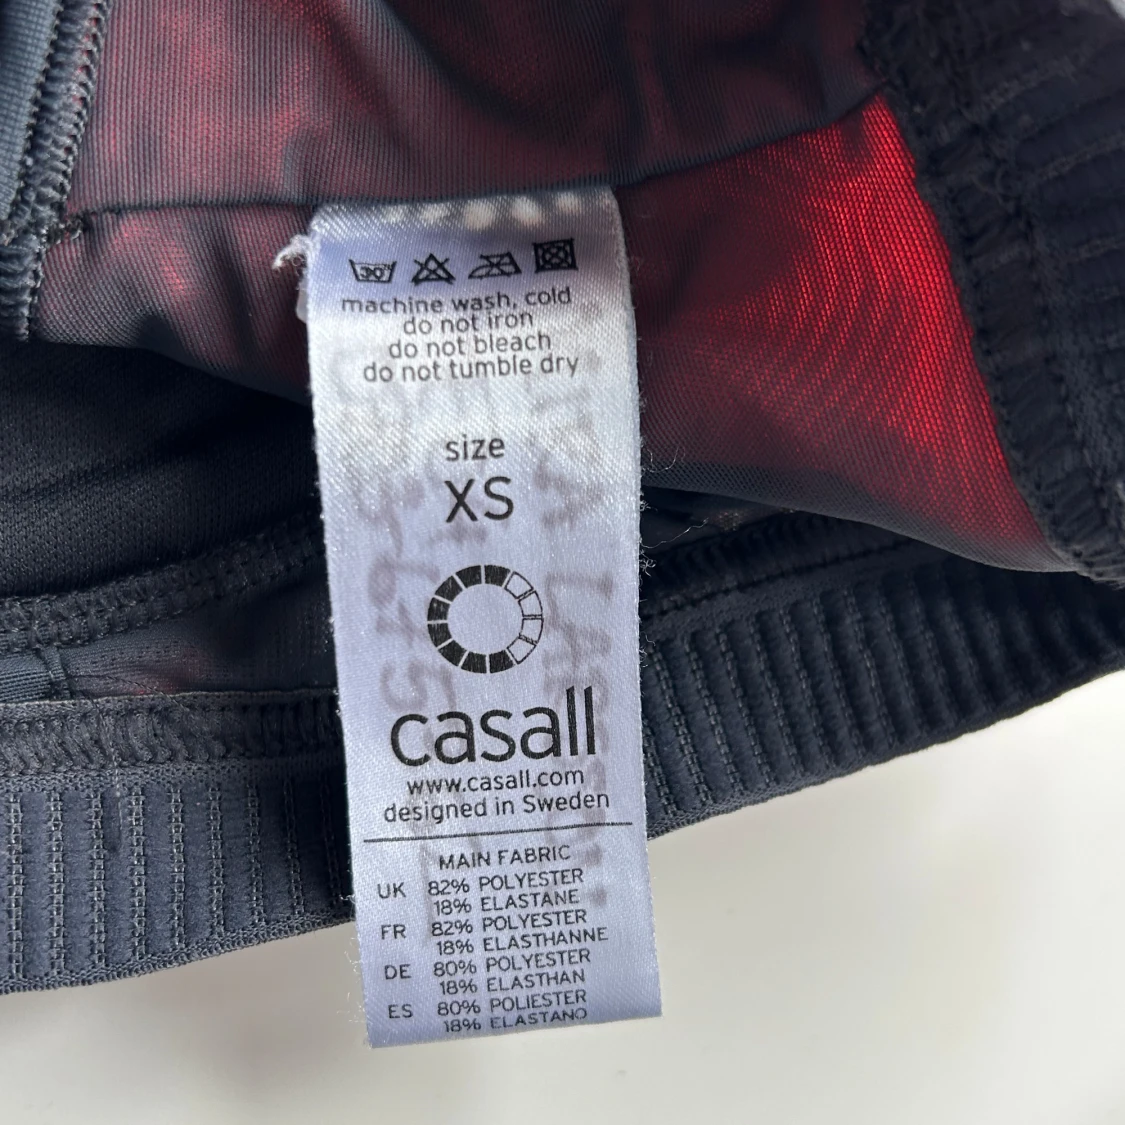 30°
machine wash, cold
do not iron
do not bleach
do not tumble dry
size
XS
casall
www.casall.com
designed in Sweden
MAIN FABRIC
UK 82% POLYESTER
18% ELASTANE
FR 82% POLYESTER
18% ELASTHANNE
DE 80% POLYESTER
18% ELASTHAN
ES 80% POLIESTER
18% ELASTANO